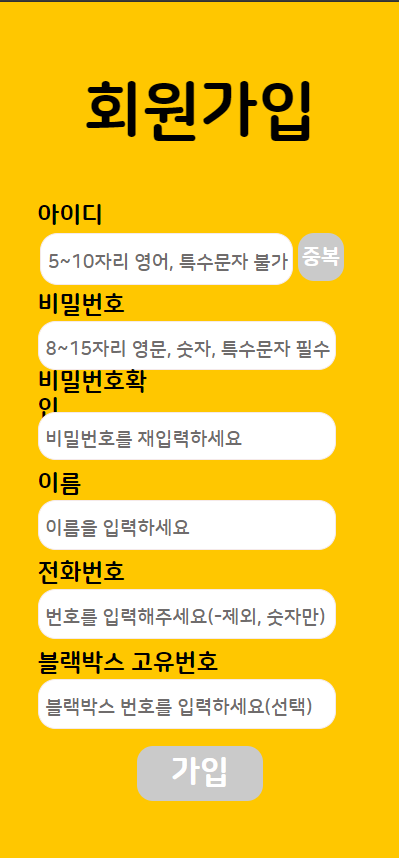 회원가입
아이디
5~10자리 영어, 특수문자 불가
중복
비밀번호
8~15자리 영문, 숫자, 특수문자 필수
비밀번호확
인
비밀번호를 재입력하세요
이름
이름을 입력하세요
전화번호
번호를 입력해주세요(-제외, 숫자만)
블랙박스 고유번호
블랙박스 번호를 입력하세요(선택)
가입